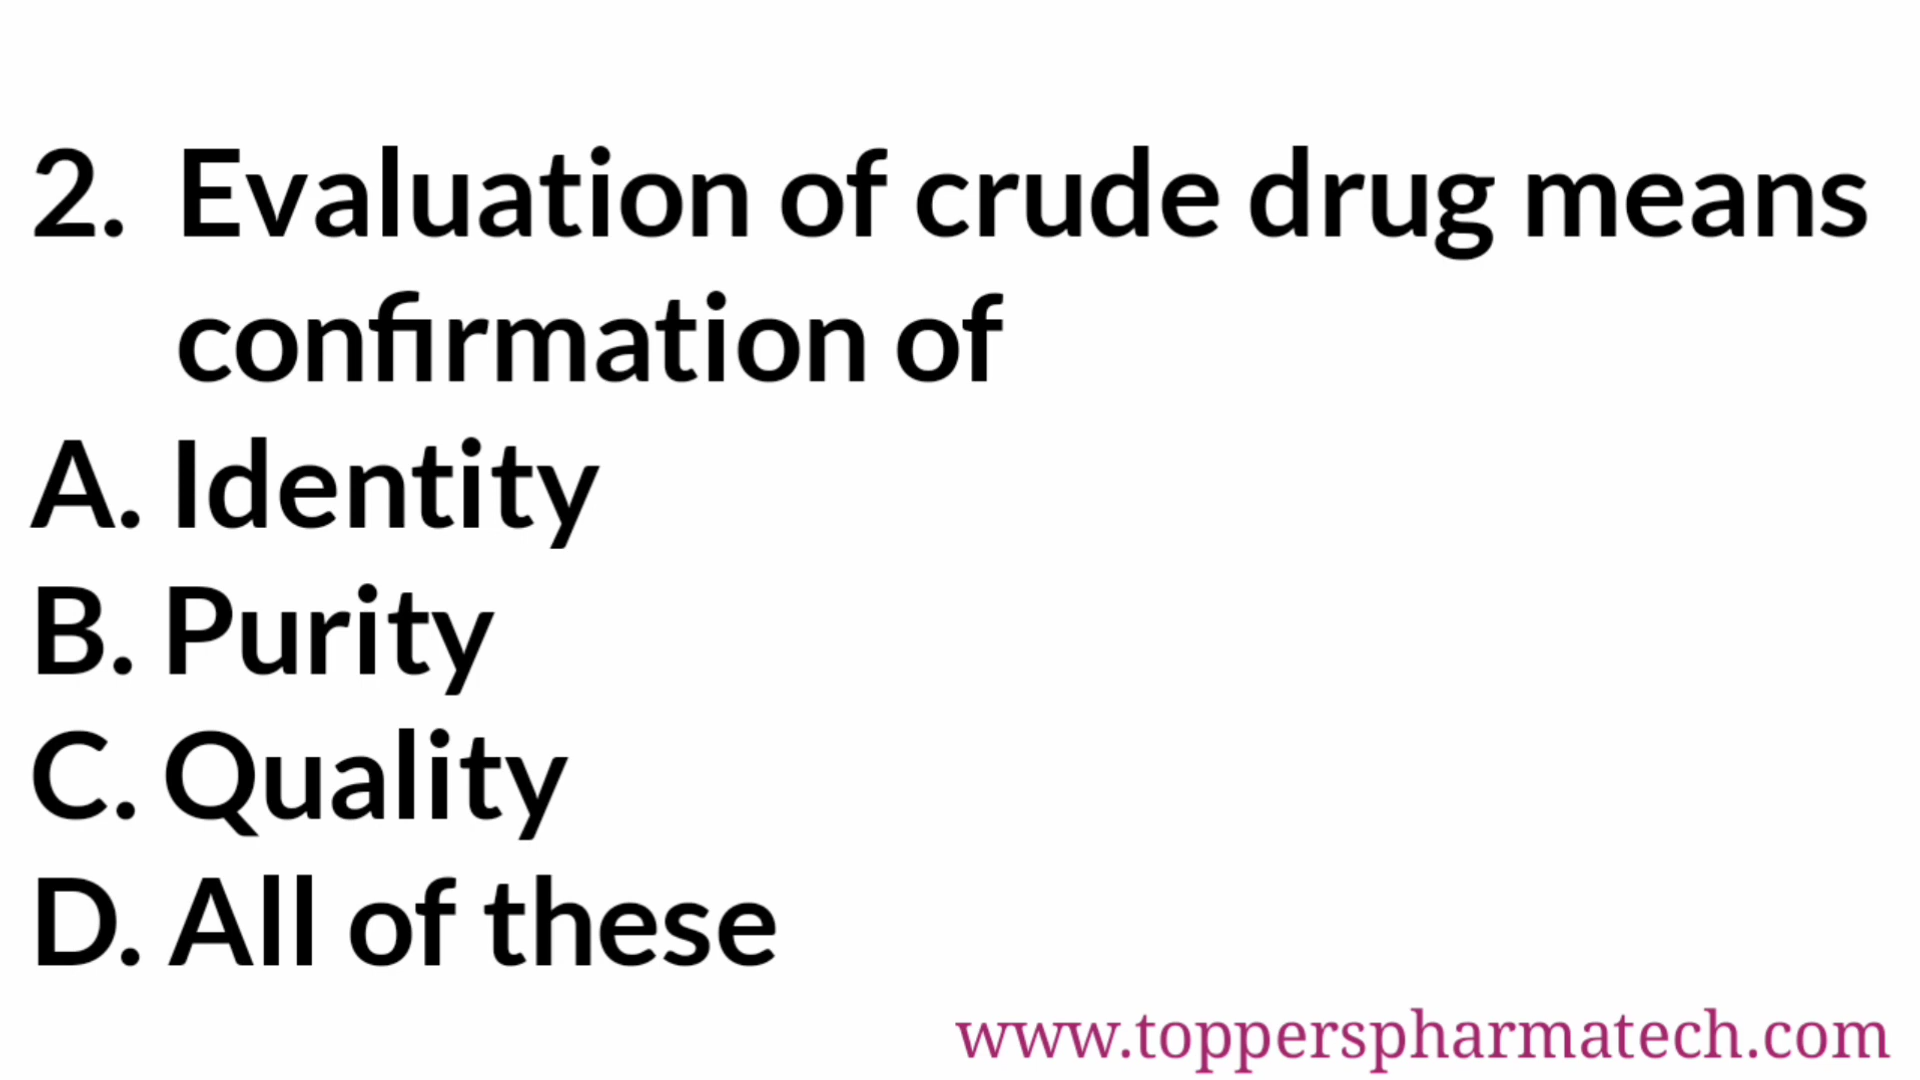 2. Evaluation of crude drug means
confirmation of
A. Identity
B. Purity
C. Quality
D. All of these
www.topperspharmatech.com